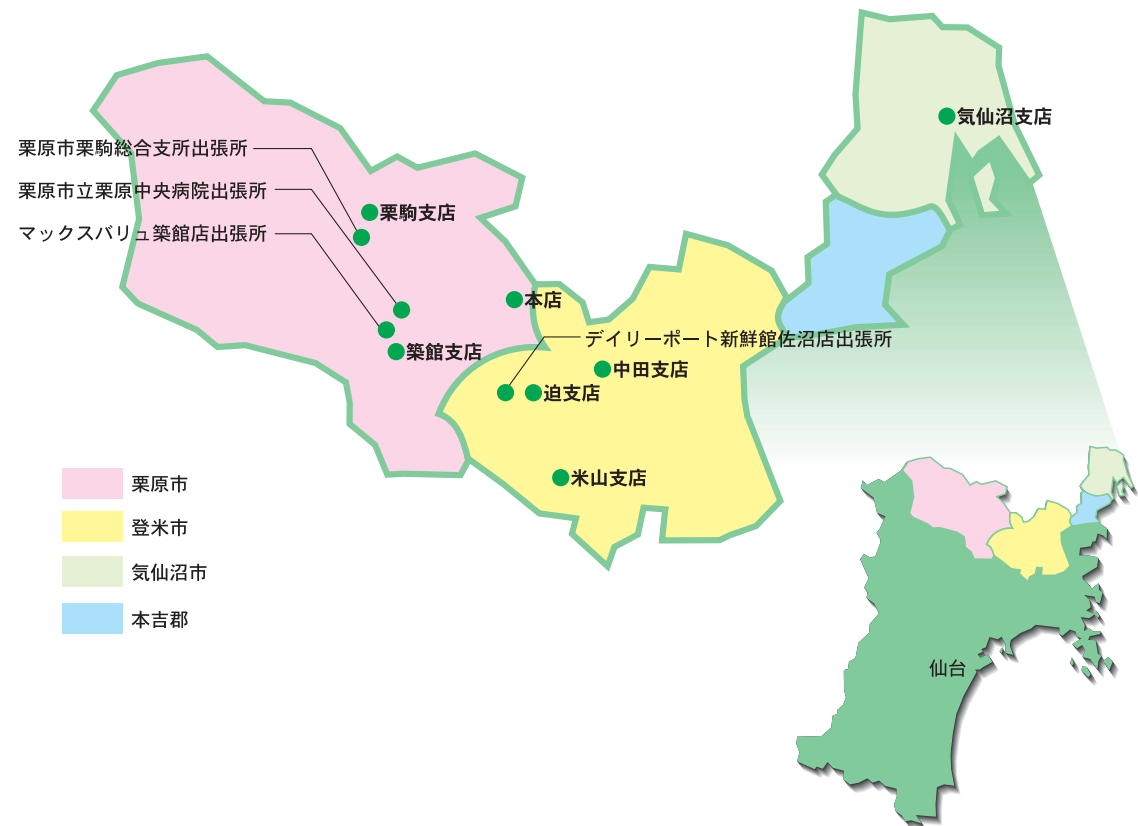 気仙沼支店
栗原市栗駒総合支所出張所
栗原市立栗原中央病院出張所
栗駒支店
マックスバリュ築館店出張所
本店
デイリーポート新鮮館佐沼店出張所
築館支店
中田支店
迫支店
米山支店
栗原市
登米市
気仙沼市
本吉郡
仙台